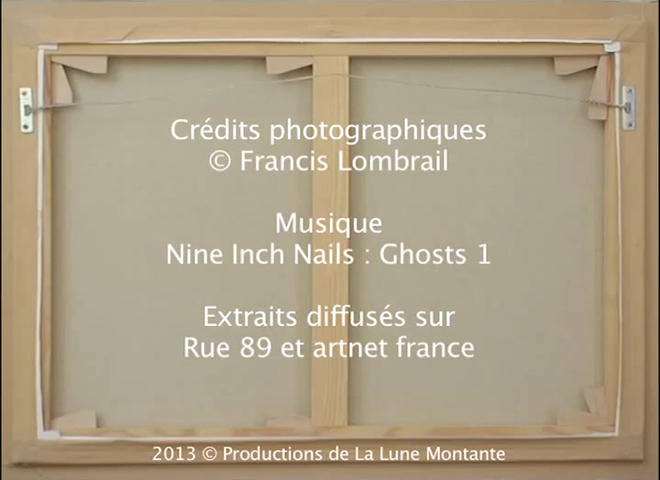 Crédits photographiques
© Francis Lombrail
Musique
Nine Inch Nails : Ghosts 1
Extraits diffusés sur
Rue 89 et artnet france
2013 © Productions de La Lune Montante